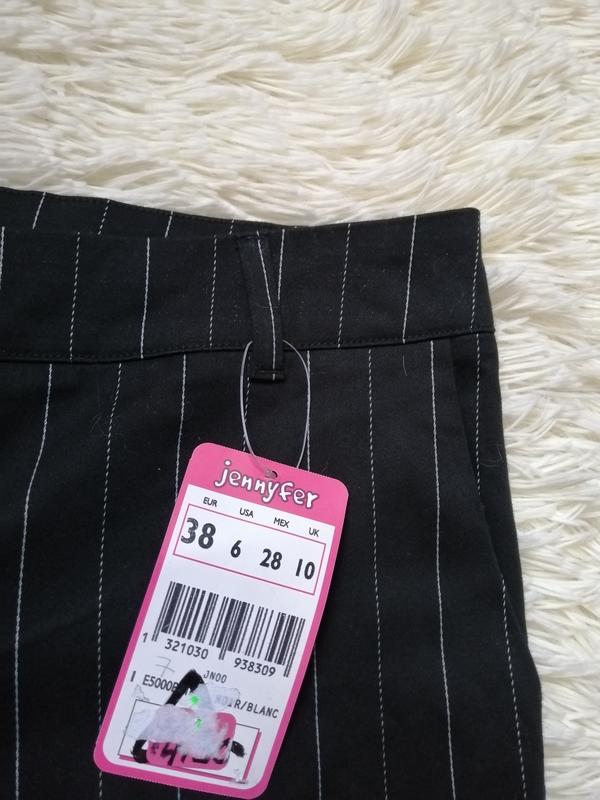 jennyfer
EUR USA MEX UK
38 6 28 10
1 321030 938309
JN00
NOIR/BLANC